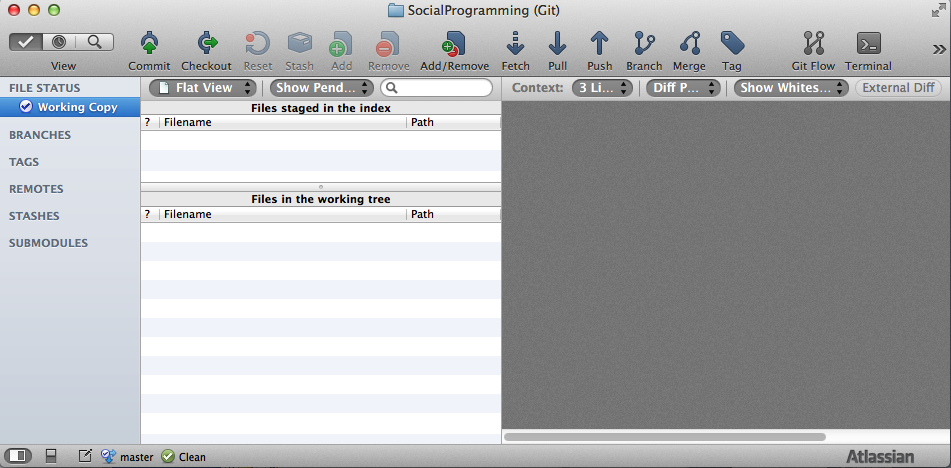 SocialProgramming (Git)
View Commit Checkout Reset Stash Add Remove Add/Remove Fetch Pull Push Branch Merge Tag Git Flow Terminal
FILE STATUS
Working Copy
BRANCHES
TAGS
REMOTES
STASHES
SUBMODULES
Flat View Show Pend...
Files staged in the index
? Filename Path
Files in the working tree
? Filename Path
Context: 3 Li... Diff P... Show Whites... External Diff
master Clean
Atlassian